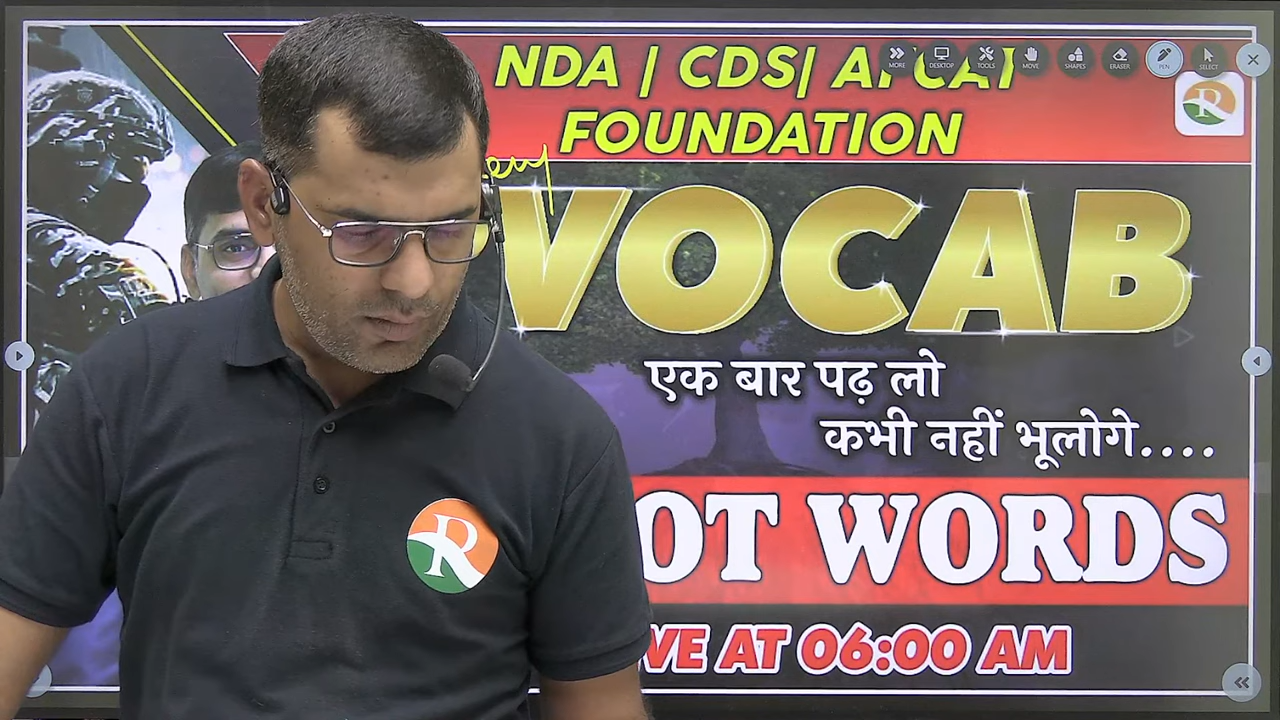 NDA | CDS| AFCAT
FOUNDATION
MORE DESKTOP TOOLS MOVE SHAPES ERASER PEN SELECT
R
VOCAB
एक बार पढ़ लो
कभी नहीं भूलोगे....
OT WORDS
VE AT 06:00 AM
R